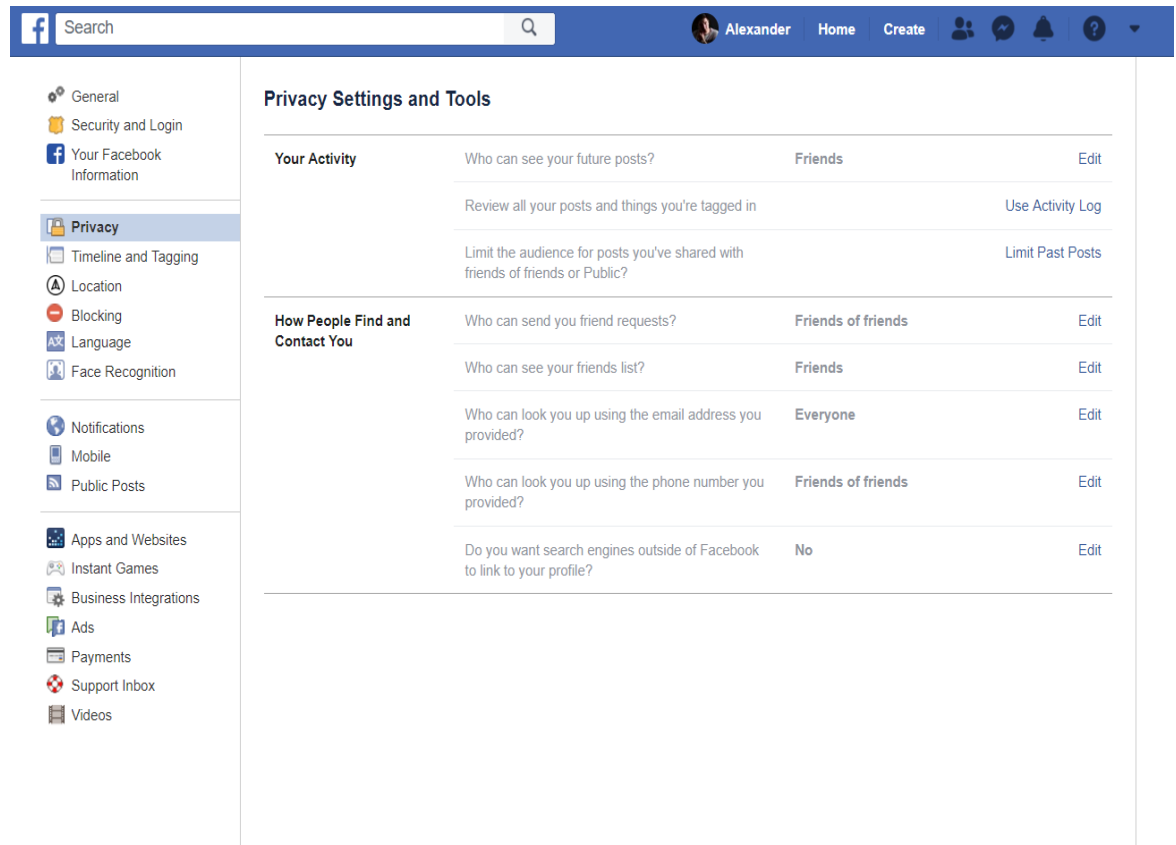 f Search Alexander Home Create ?
General
Security and Login
Your Facebook
Information
Privacy
Timeline and Tagging
Location
Blocking
Language
Face Recognition
Notifications
Mobile
Public Posts
Apps and Websites
Instant Games
Business Integrations
Ads
Payments
Support Inbox
Videos
Privacy Settings and Tools
Your Activity Who can see your future posts? Friends Edit
Review all your posts and things you're tagged in Use Activity Log
Limit the audience for posts you've shared with Limit Past Posts
friends of friends or Public?
How People Find and Who can send you friend requests? Friends of friends Edit
Contact You
Who can see your friends list? Friends Edit
Who can look you up using the email address you Everyone Edit
provided?
Who can look you up using the phone number you Friends of friends Edit
provided?
Do you want search engines outside of Facebook No Edit
to link to your profile?